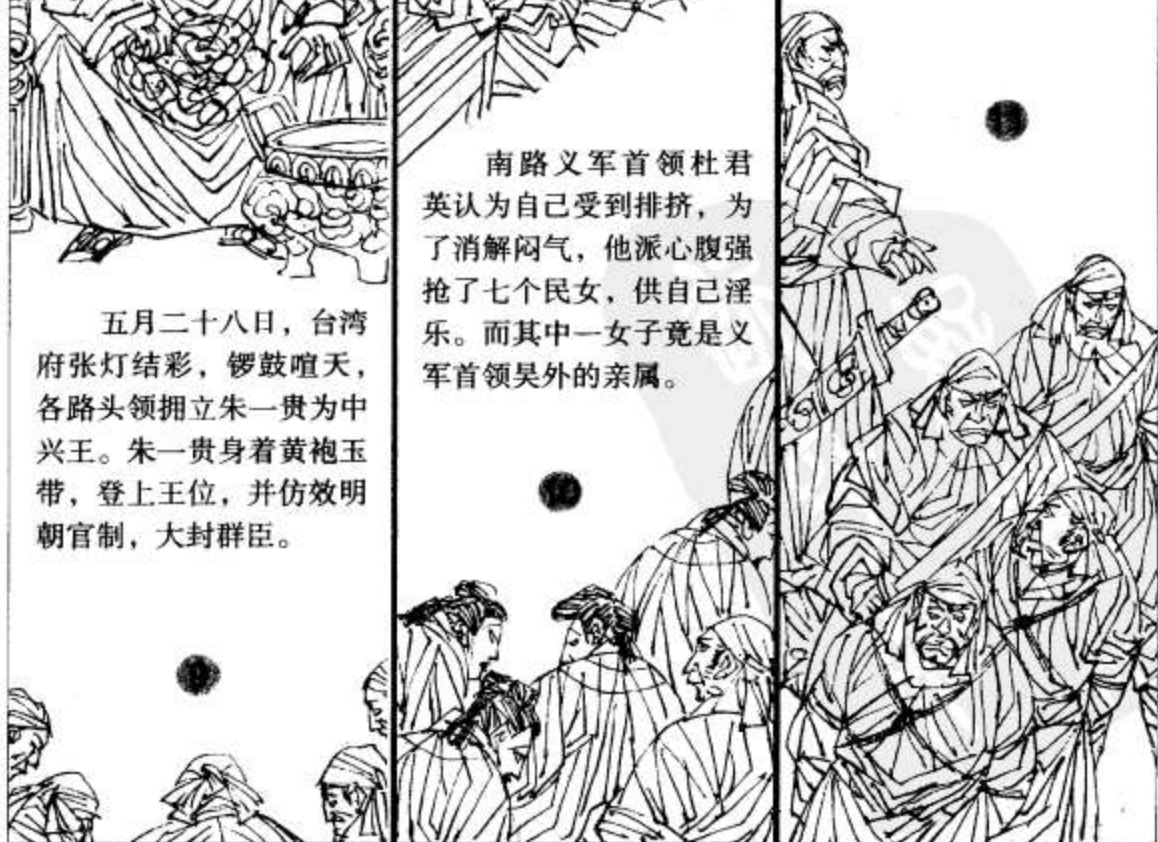 五月二十八日，台湾
府张灯结彩，锣鼓喧天，
各路头领拥立朱一贵为中
兴王。朱一贵身着黄袍玉
带，登上王位，并仿效明
朝官制，大封群臣。
南路义军首领杜君
英认为自己受到排挤，为
了消解闷气，他派心腹强
抢了七个民女，供自己淫
乐。而其中一女子竟是义
军首领吴外的亲属。